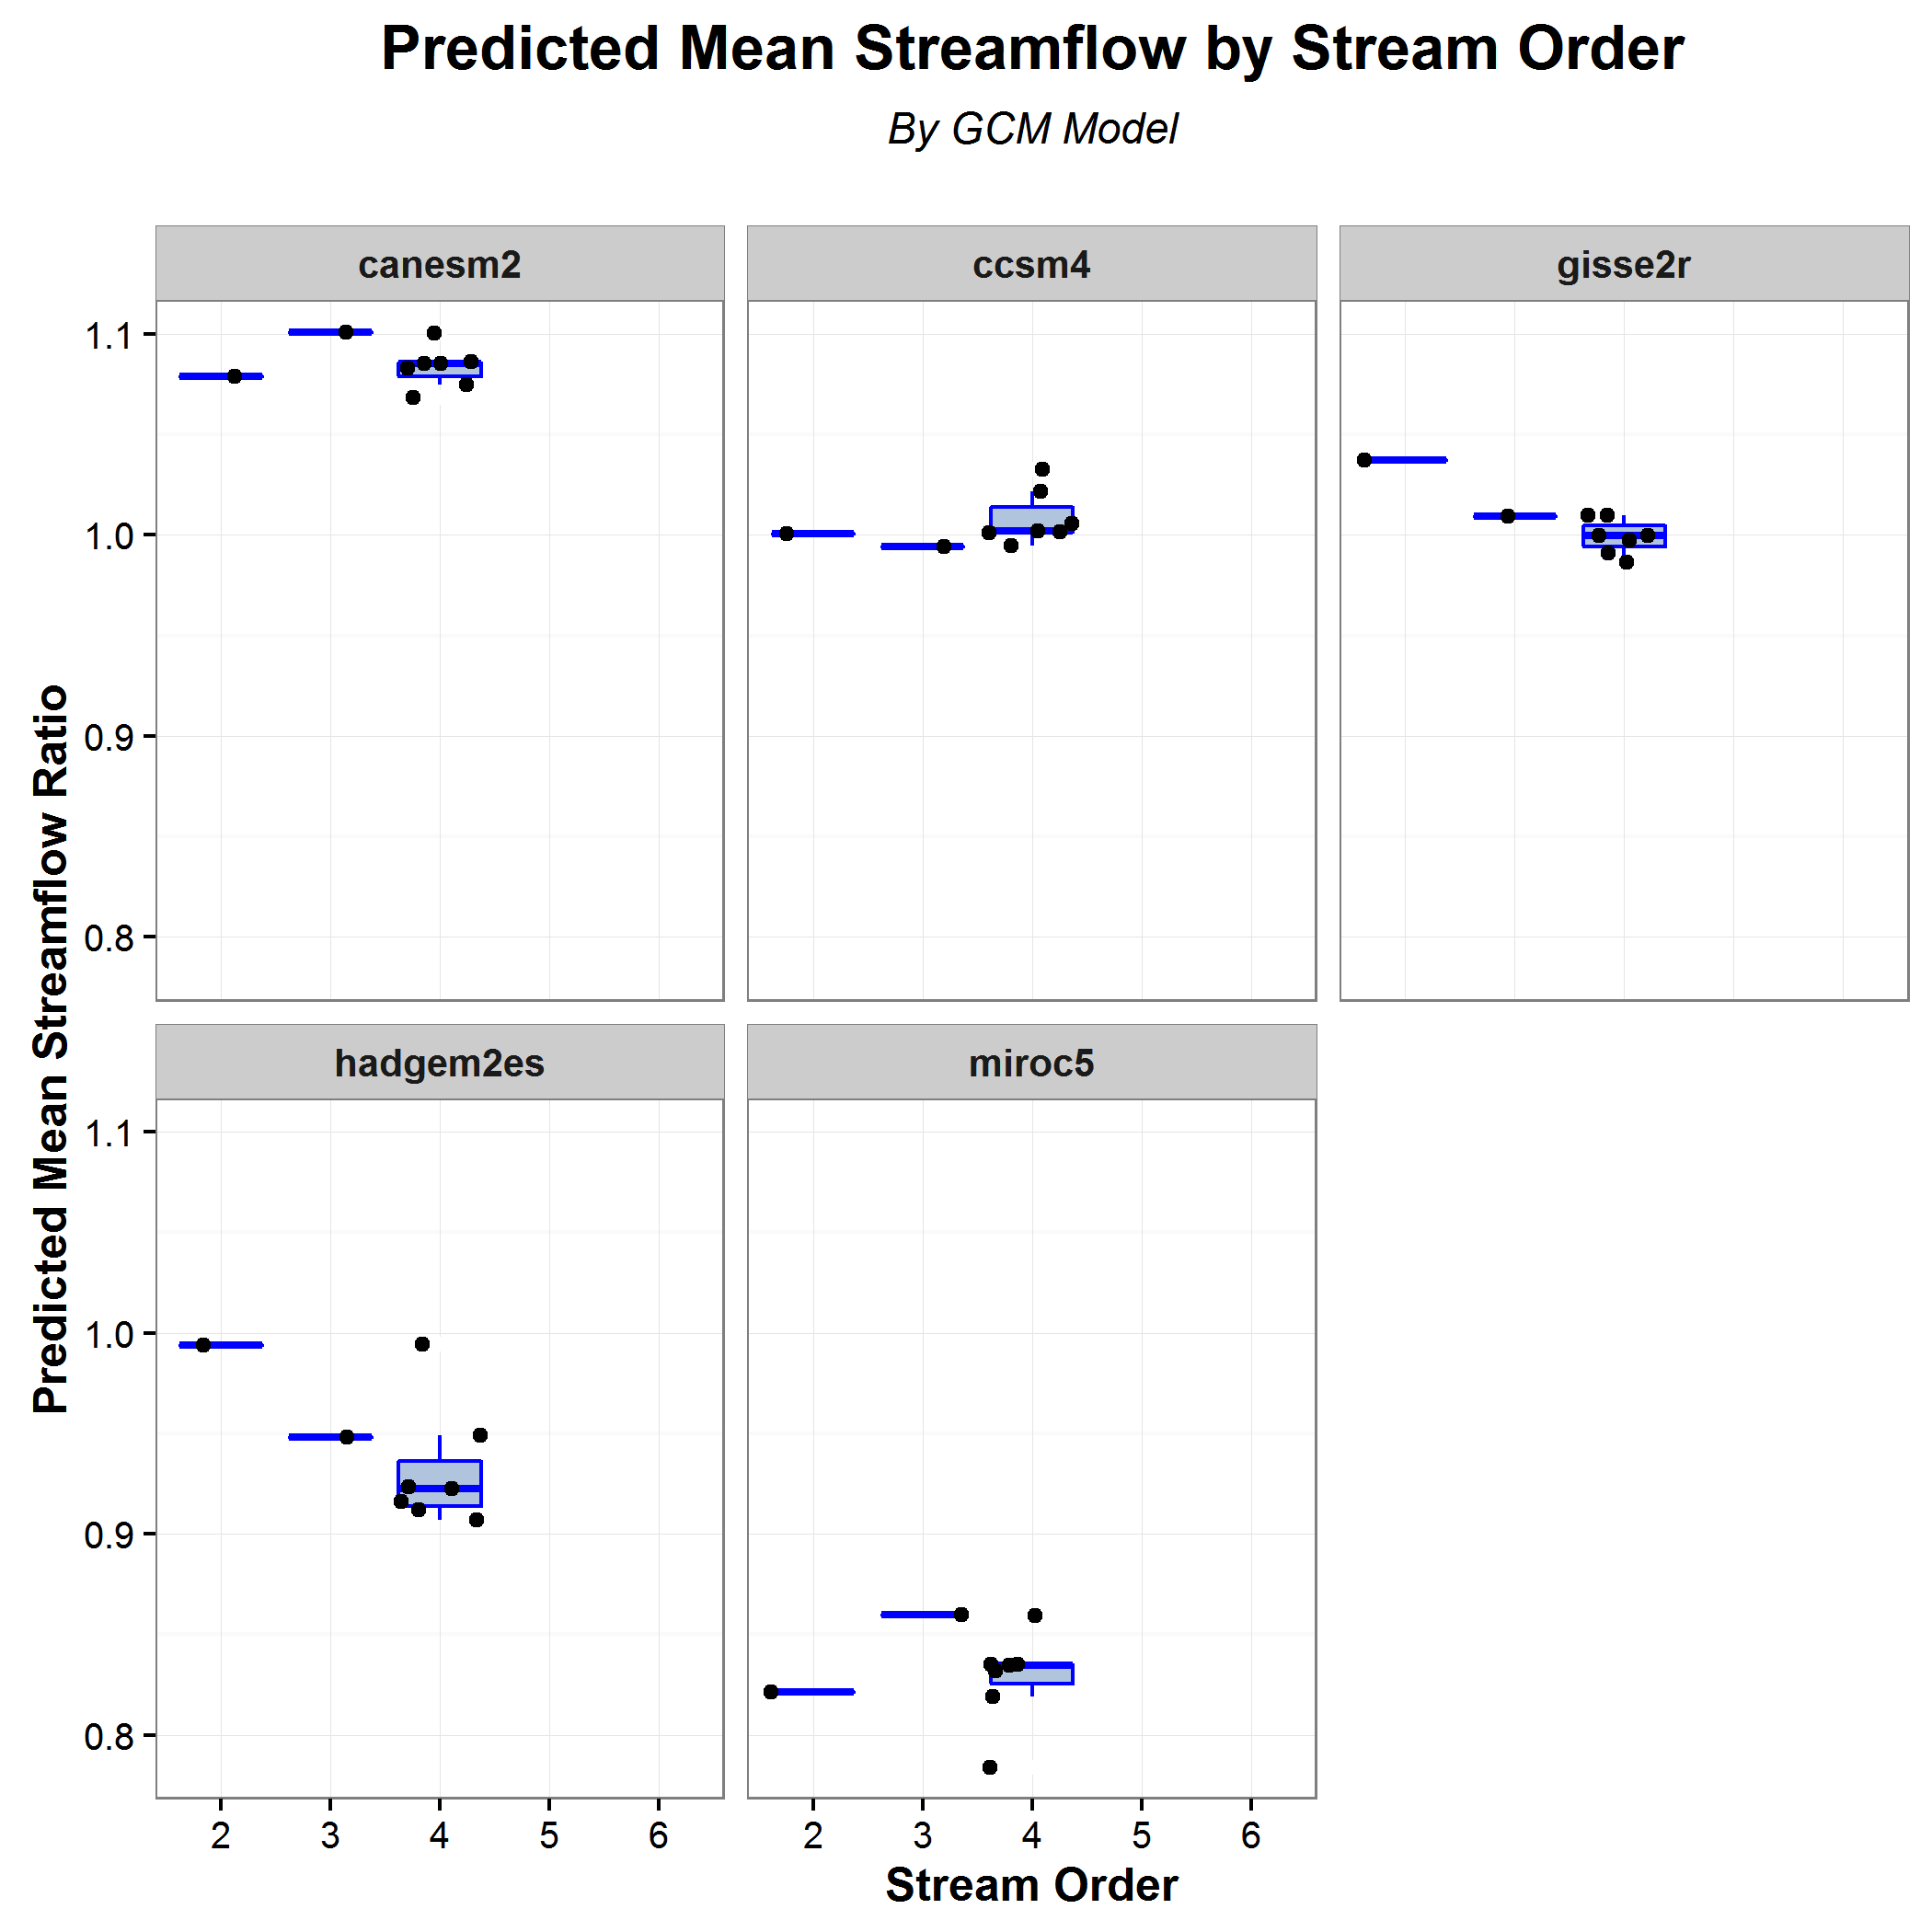 Predicted Mean Streamflow by Stream Order
By GCM Model
canesm2
ccsm4
gisse2r
1.1
1.0
0.9
0.8
Predicted Mean Streamflow Ratio
hadgem2es
miroc5
1.1
1.0
0.9
0.8
2 3 4 5 6
2 3 4 5 6
Stream Order